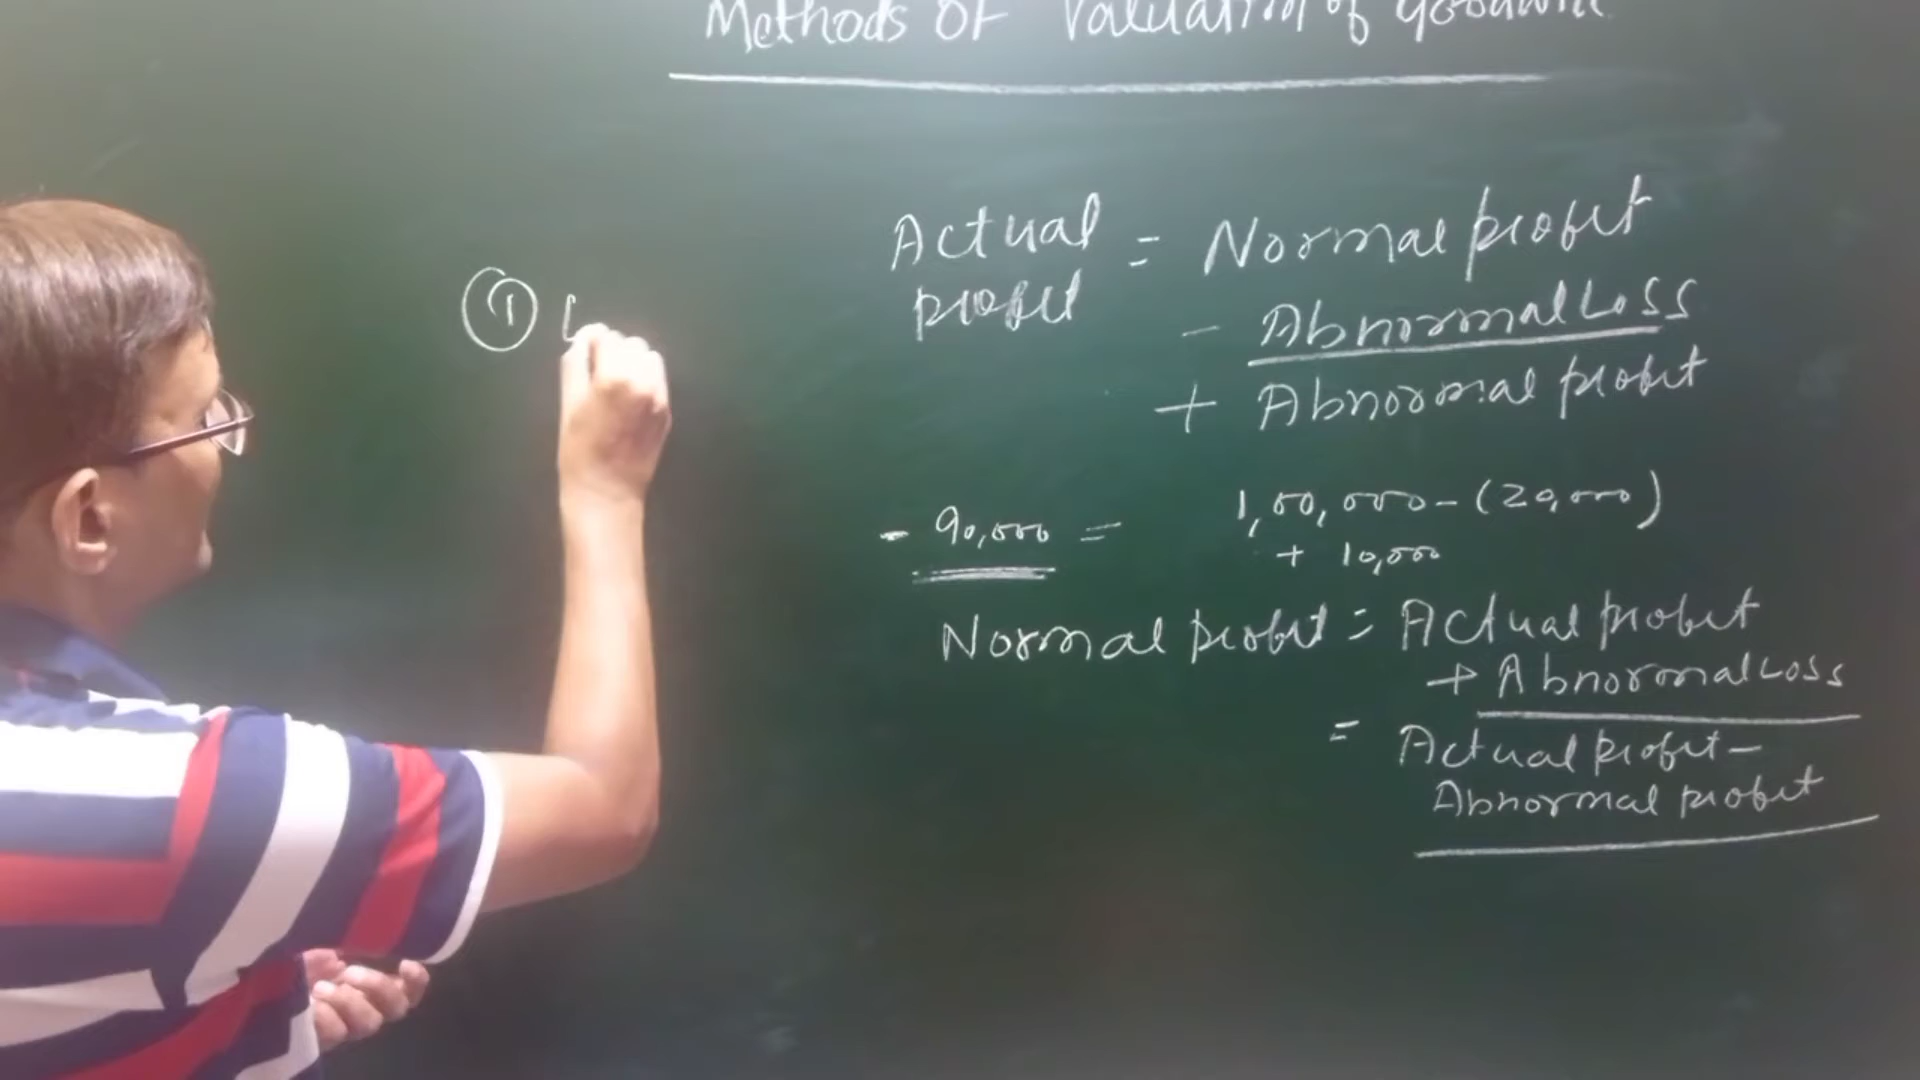 Methods of Valuation of Goodwill
① L
Actual = Normal profit
profit
- Abnormal Loss
+ Abnormal profit
- 90,000 = 1,00,000 - (20,000)
+ 10,000
Normal profit = Actual profit
+ Abnormal Loss
= Actual profit -
Abnormal profit